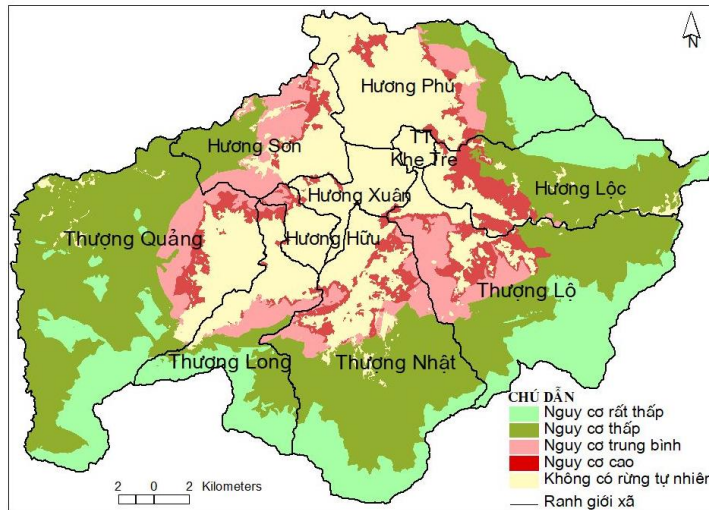 N
Hương Phú
TT
Khe Tre
Hương Sơn
Hương Lộc
Hương Xuân
Thượng Quảng
Hương Hữu
Thượng Lộ
Thượng Long
Thương Nhật
CHÚ DẪN
Nguy cơ rất thấp
Nguy cơ thấp
Nguy cơ trung bình
Nguy cơ cao
Không có rừng tự nhiên
Ranh giới xã
2 0 2 Kilometers